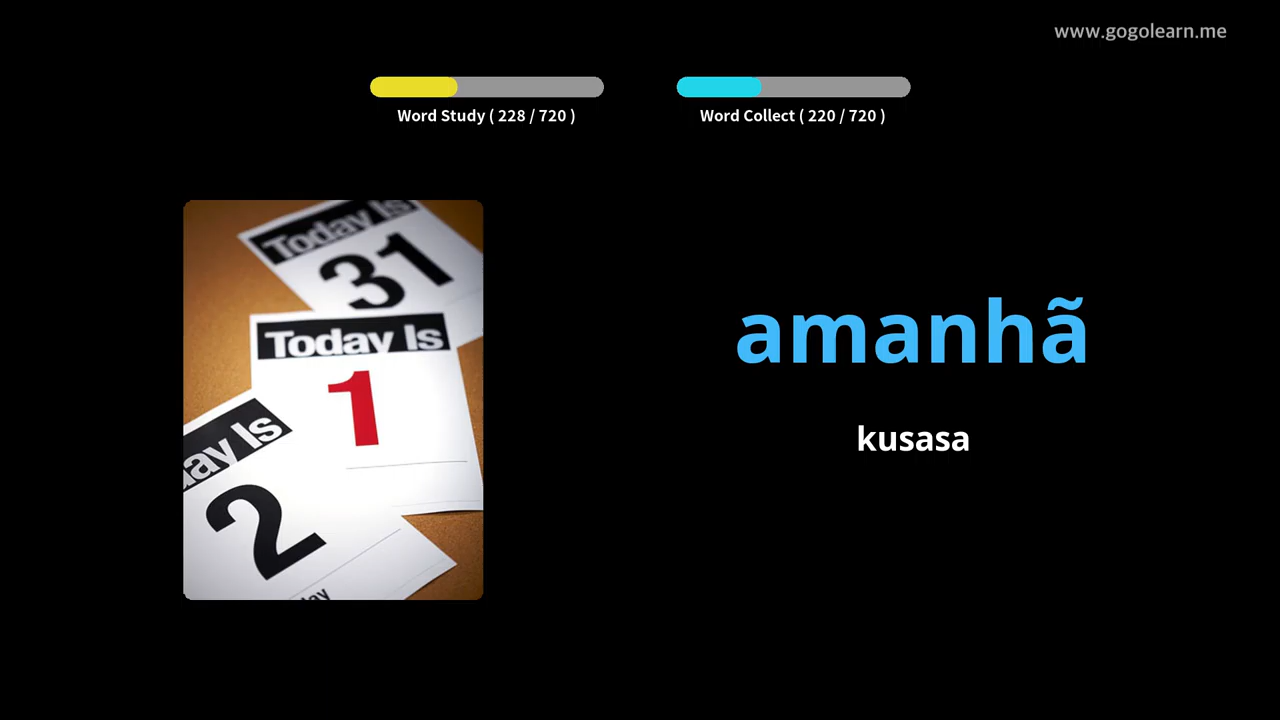 www.gogolearn.me
Word Study ( 228 / 720 )
Word Collect ( 220 / 720 )
Today Is
31
Today Is
1
ay Is
2
amanhã
kusasa